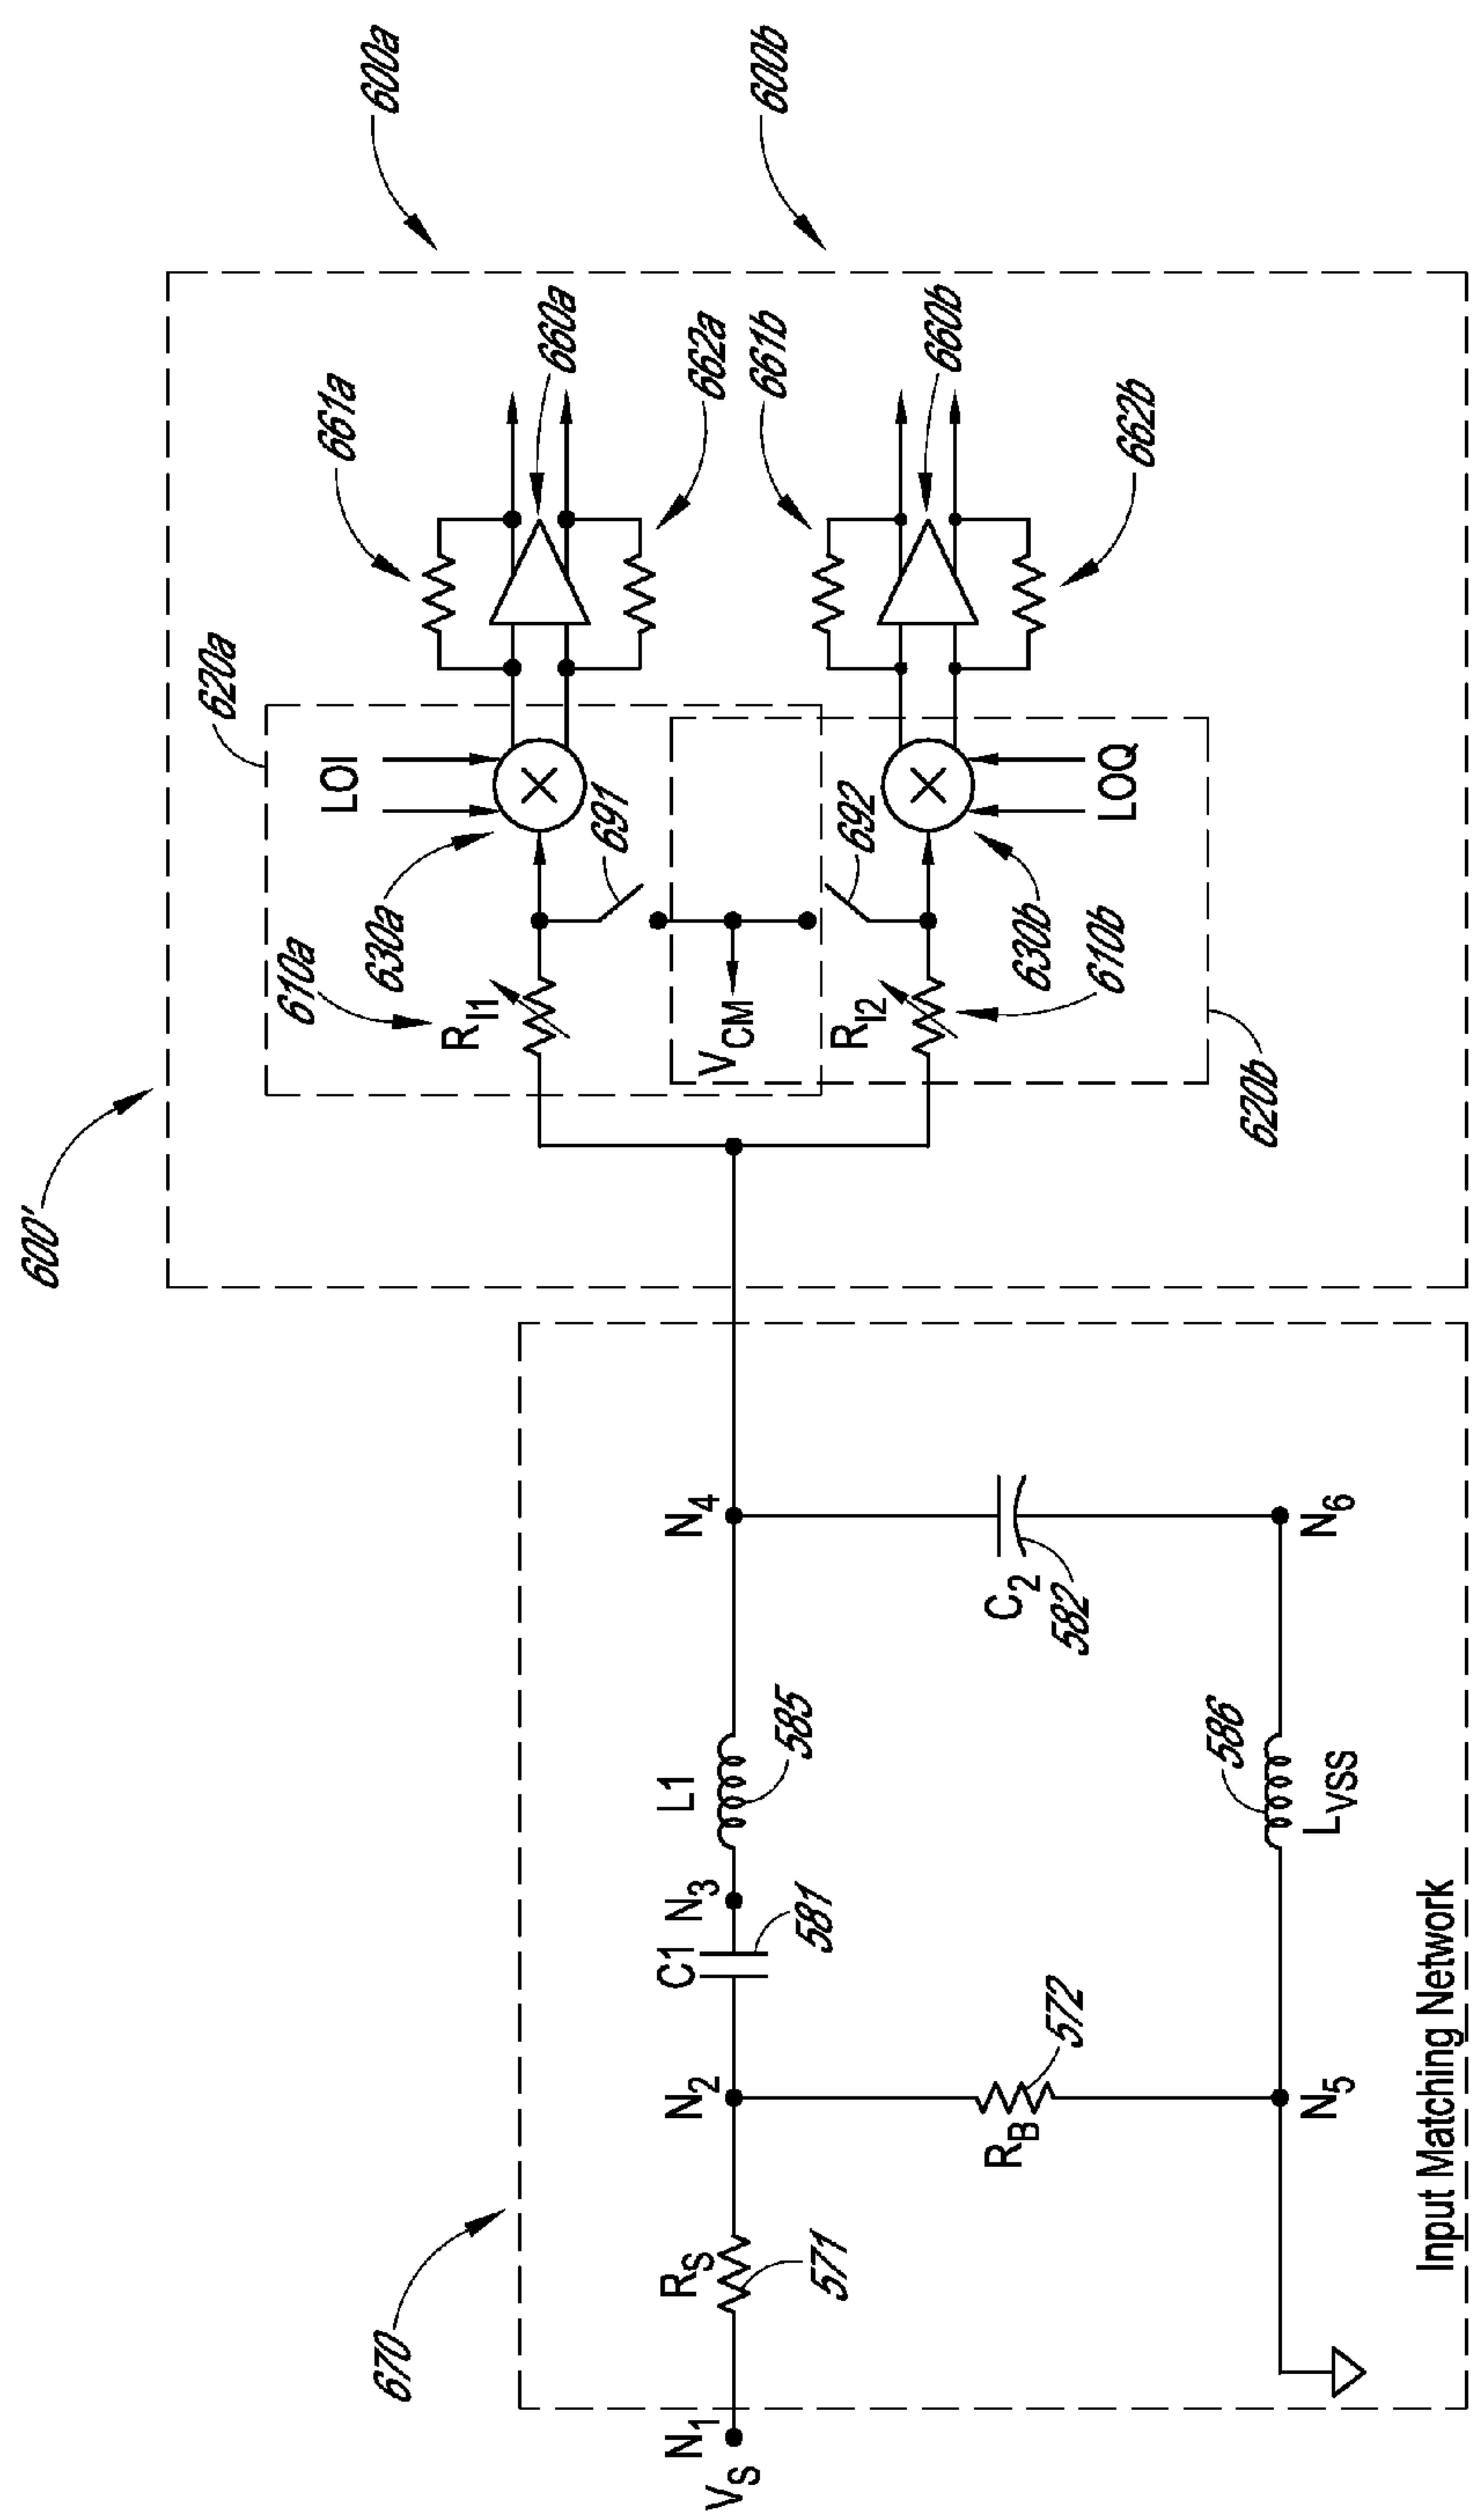 600'
600a
600b
620a
661a
660a
662a
661b
660b
662b
LOI
610a
630a
691
R_I1
V_CM
692
R_I2
630b
610b
LOQ
620b
670
V_S
N_1
R_S
571
N_2
C1
581
N_3
L1
585
N_4
R_B
572
C_2
582
586
L_VSS
N_5
N_6
Input Matching Network